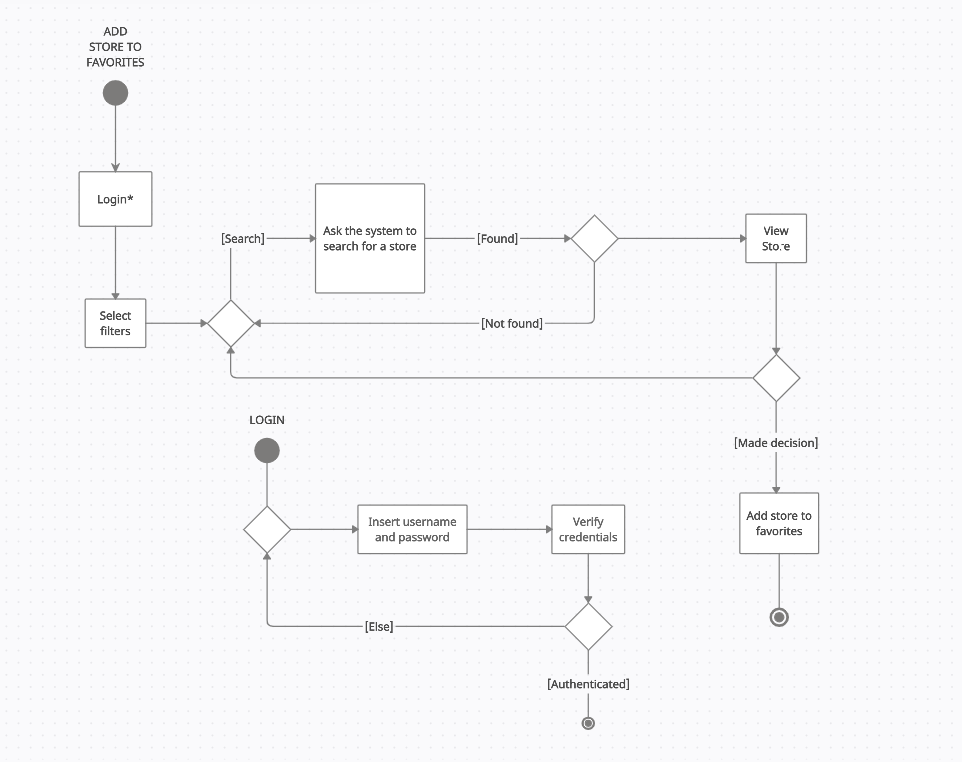 ADD
STORE TO
FAVORITES
Login*
Select
filters
[Search]
Ask the system to
search for a store
[Found]
[Not found]
View
Store
[Made decision]
Add store to
favorites
LOGIN
Insert username
and password
Verify
credentials
[Else]
[Authenticated]